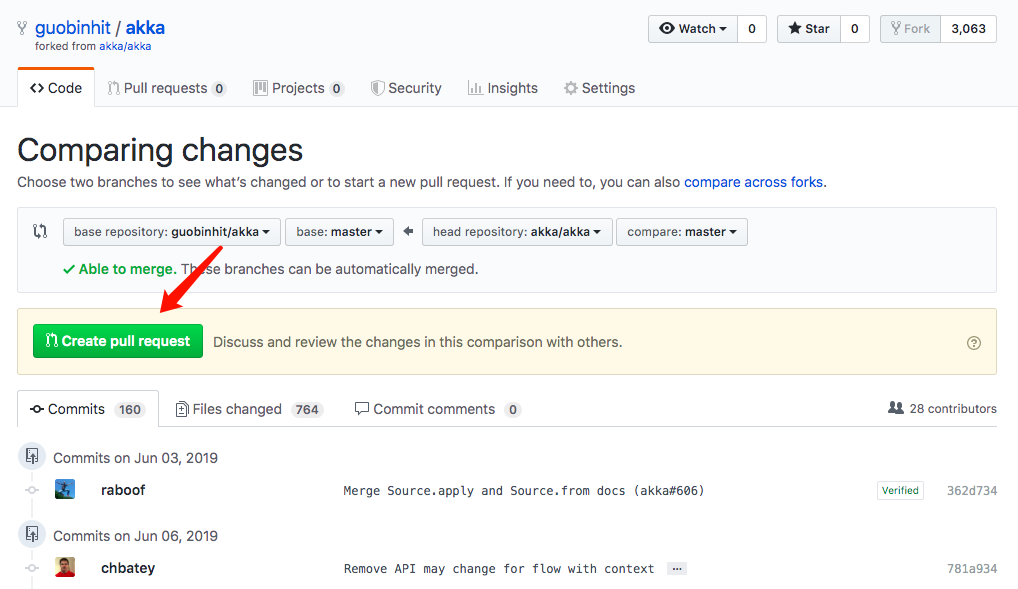 guobinhit / akka
forked from akka/akka
Watch 0 Star 0 Fork 3,063
Code Pull requests 0 Projects 0 Security Insights Settings
Comparing changes
Choose two branches to see what's changed or to start a new pull request. If you need to, you can also compare across forks.
base repository: guobinhit/akka base: master head repository: akka/akka compare: master
Able to merge. These branches can be automatically merged.
Create pull request Discuss and review the changes in this comparison with others.
Commits 160 Files changed 764 Commit comments 0 28 contributors
Commits on Jun 03, 2019
raboof Merge Source.apply and Source.from docs (akka#606) Verified 362d734
Commits on Jun 06, 2019
chbatey Remove API may change for flow with context … 781a934